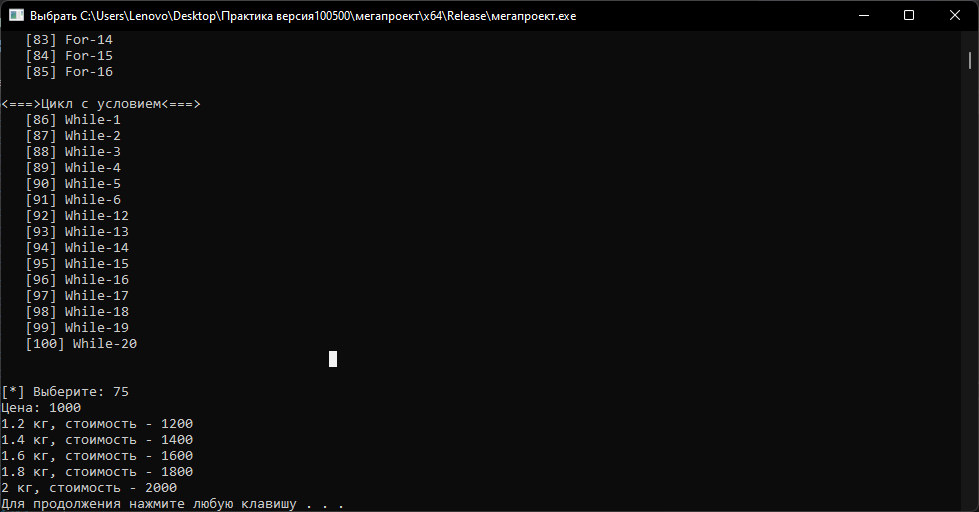 Выбрать C:\Users\Lenovo\Desktop\Практика версия100500\мегапроект\x64\Release\мегапроект.exe
[83] For-14
[84] For-15
[85] For-16
<===>Цикл с условием<===>
[86] While-1
[87] While-2
[88] While-3
[89] While-4
[90] While-5
[91] While-6
[92] While-12
[93] While-13
[94] While-14
[95] While-15
[96] While-16
[97] While-17
[98] While-18
[99] While-19
[100] While-20
[*] Выберите: 75
Цена: 1000
1.2 кг, стоимость - 1200
1.4 кг, стоимость - 1400
1.6 кг, стоимость - 1600
1.8 кг, стоимость - 1800
2 кг, стоимость - 2000
Для продолжения нажмите любую клавишу . . .